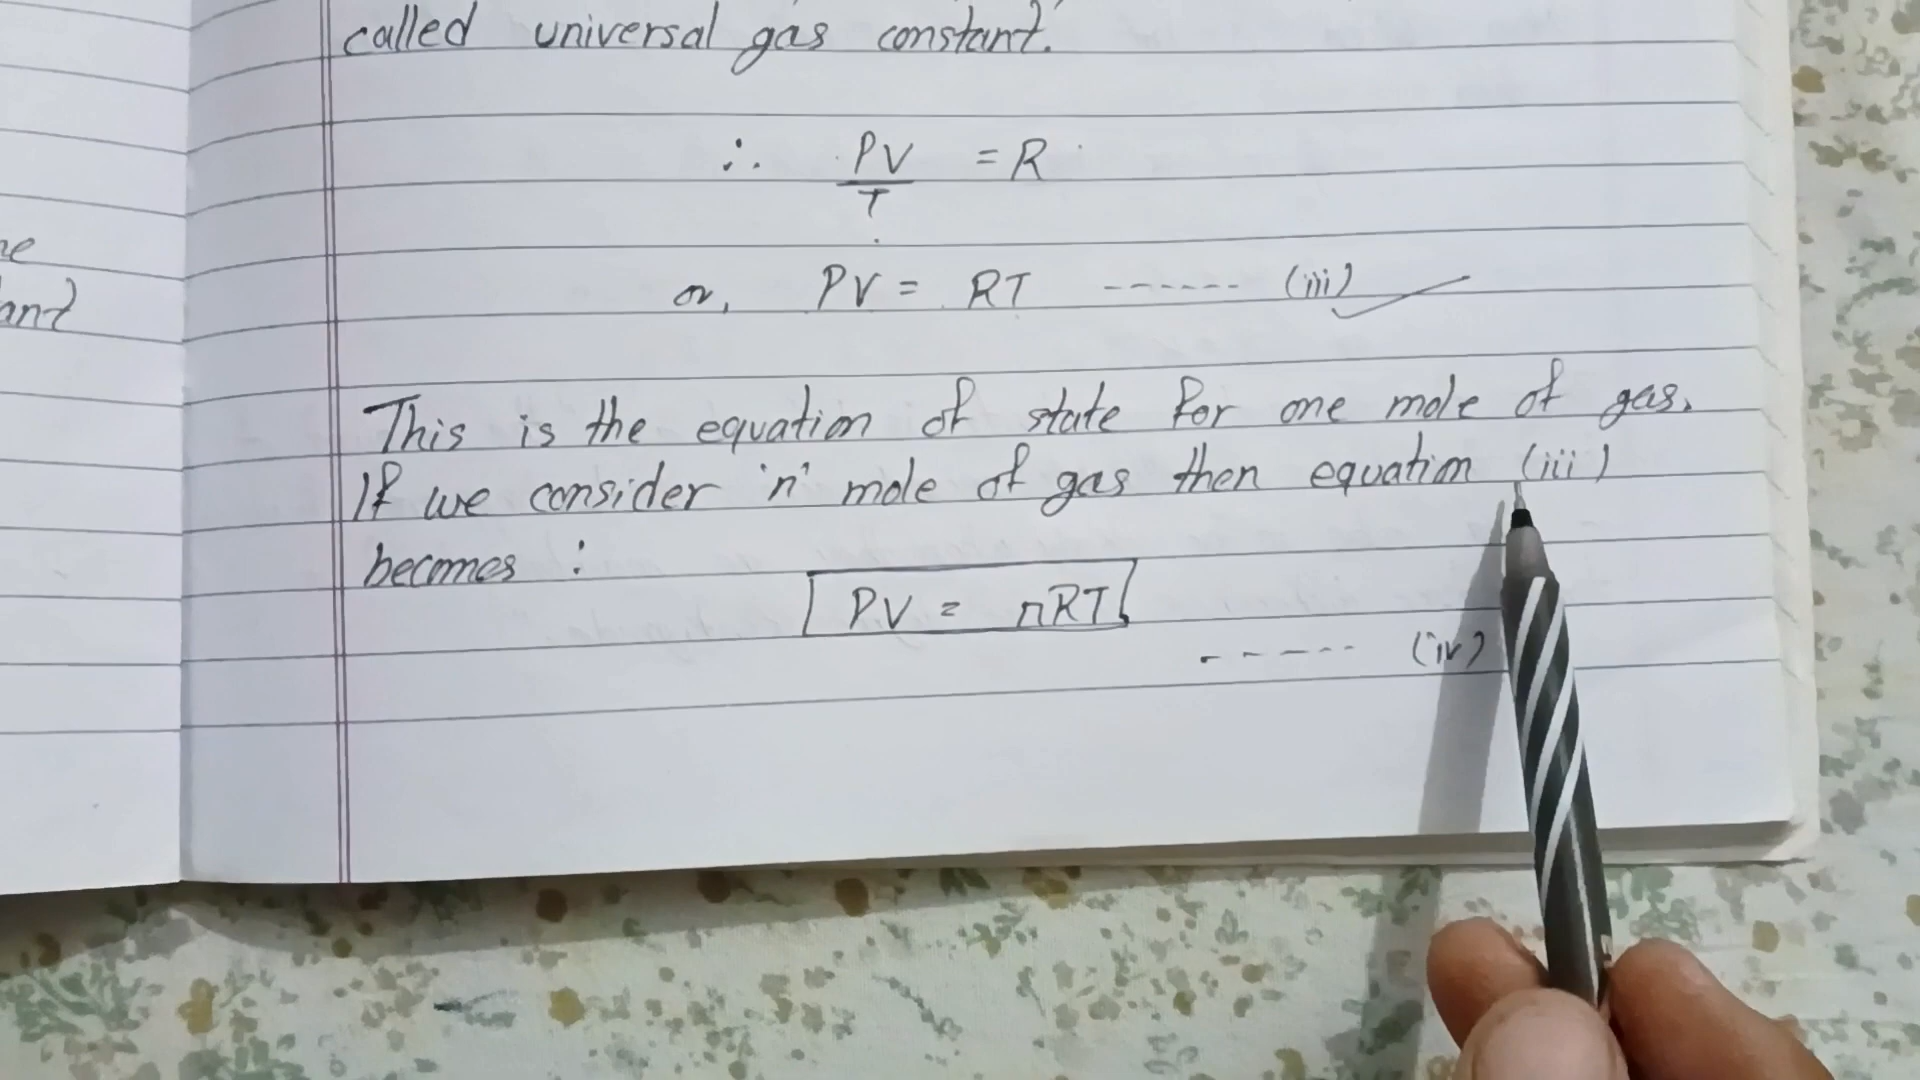 called universal gas constant.
∴ PV/T = R
or, PV = RT ------ (iii)
This is the equation of state for one mole of gas.
If we consider 'n' mole of gas then equation (iii)
becomes :
PV = nRT
----- (iv)